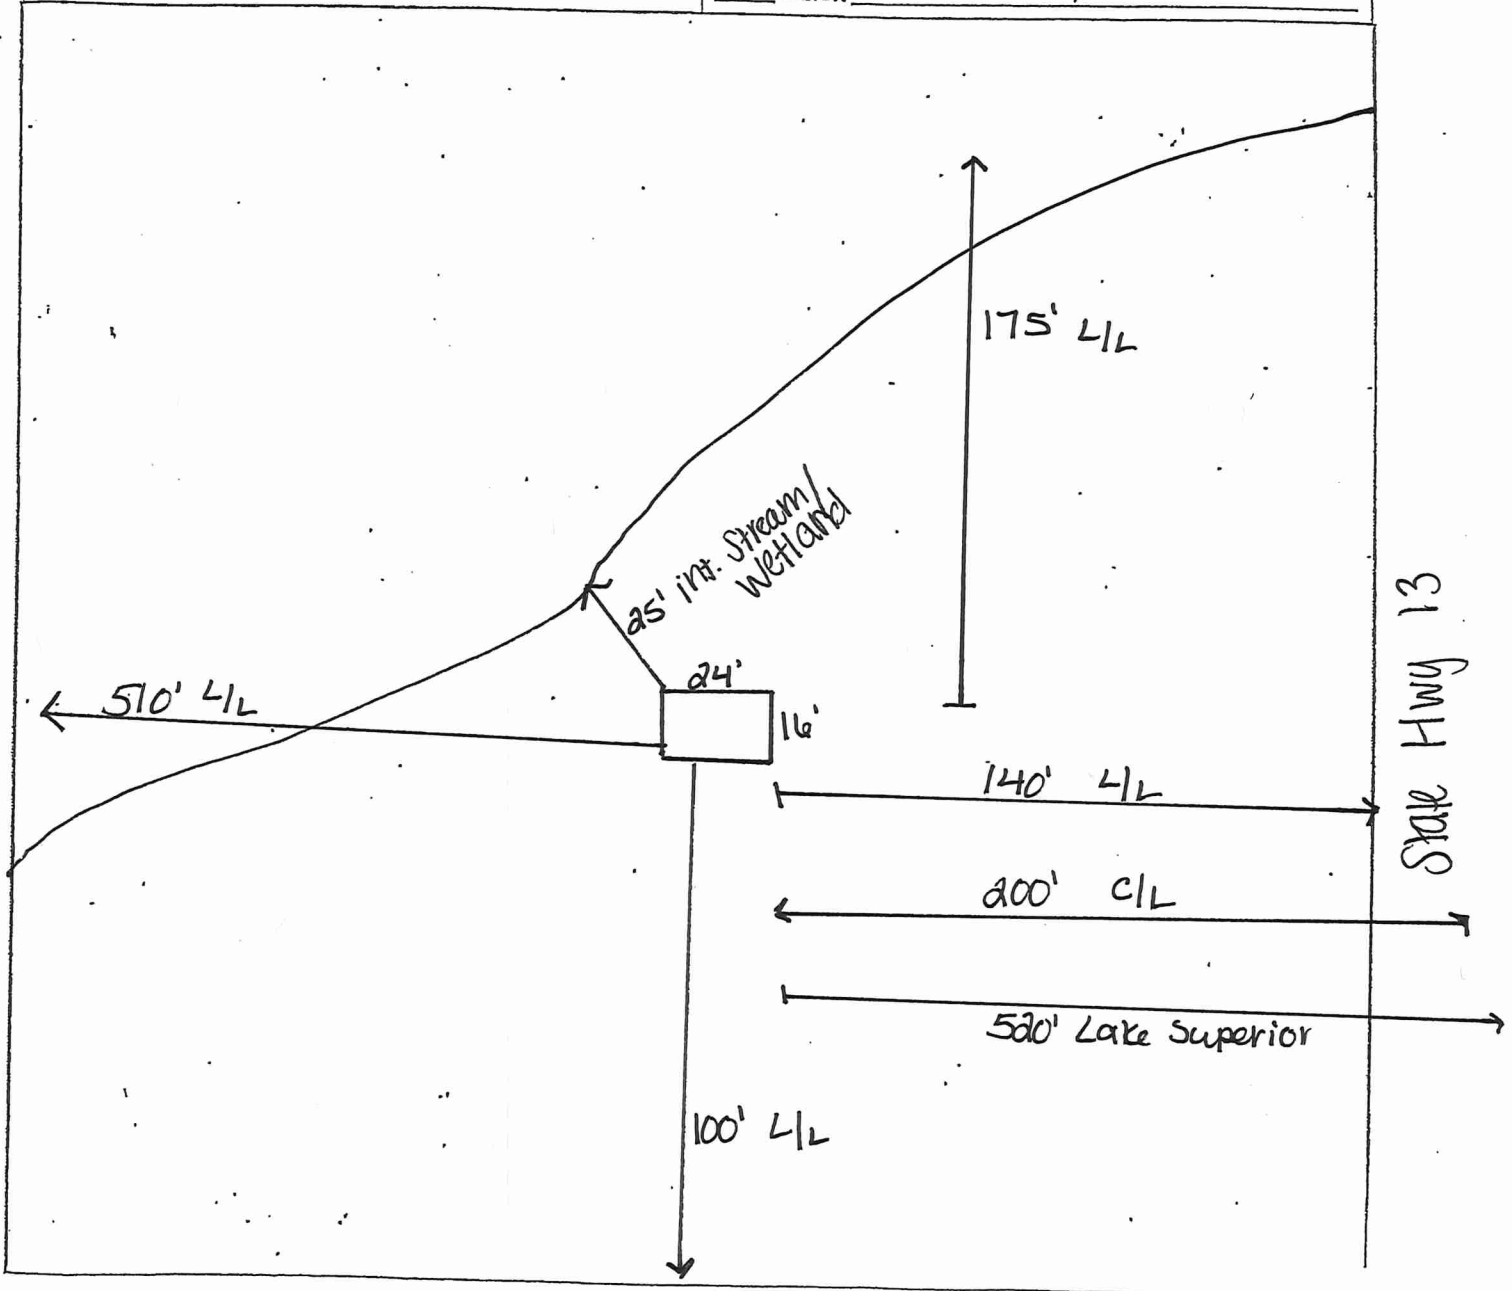 175' L/L
25' int. Stream/
Wetland
24'
16'
510' L/L
140' L/L
200' C/L
520' Lake Superior
100' L/L
State Hwy 13